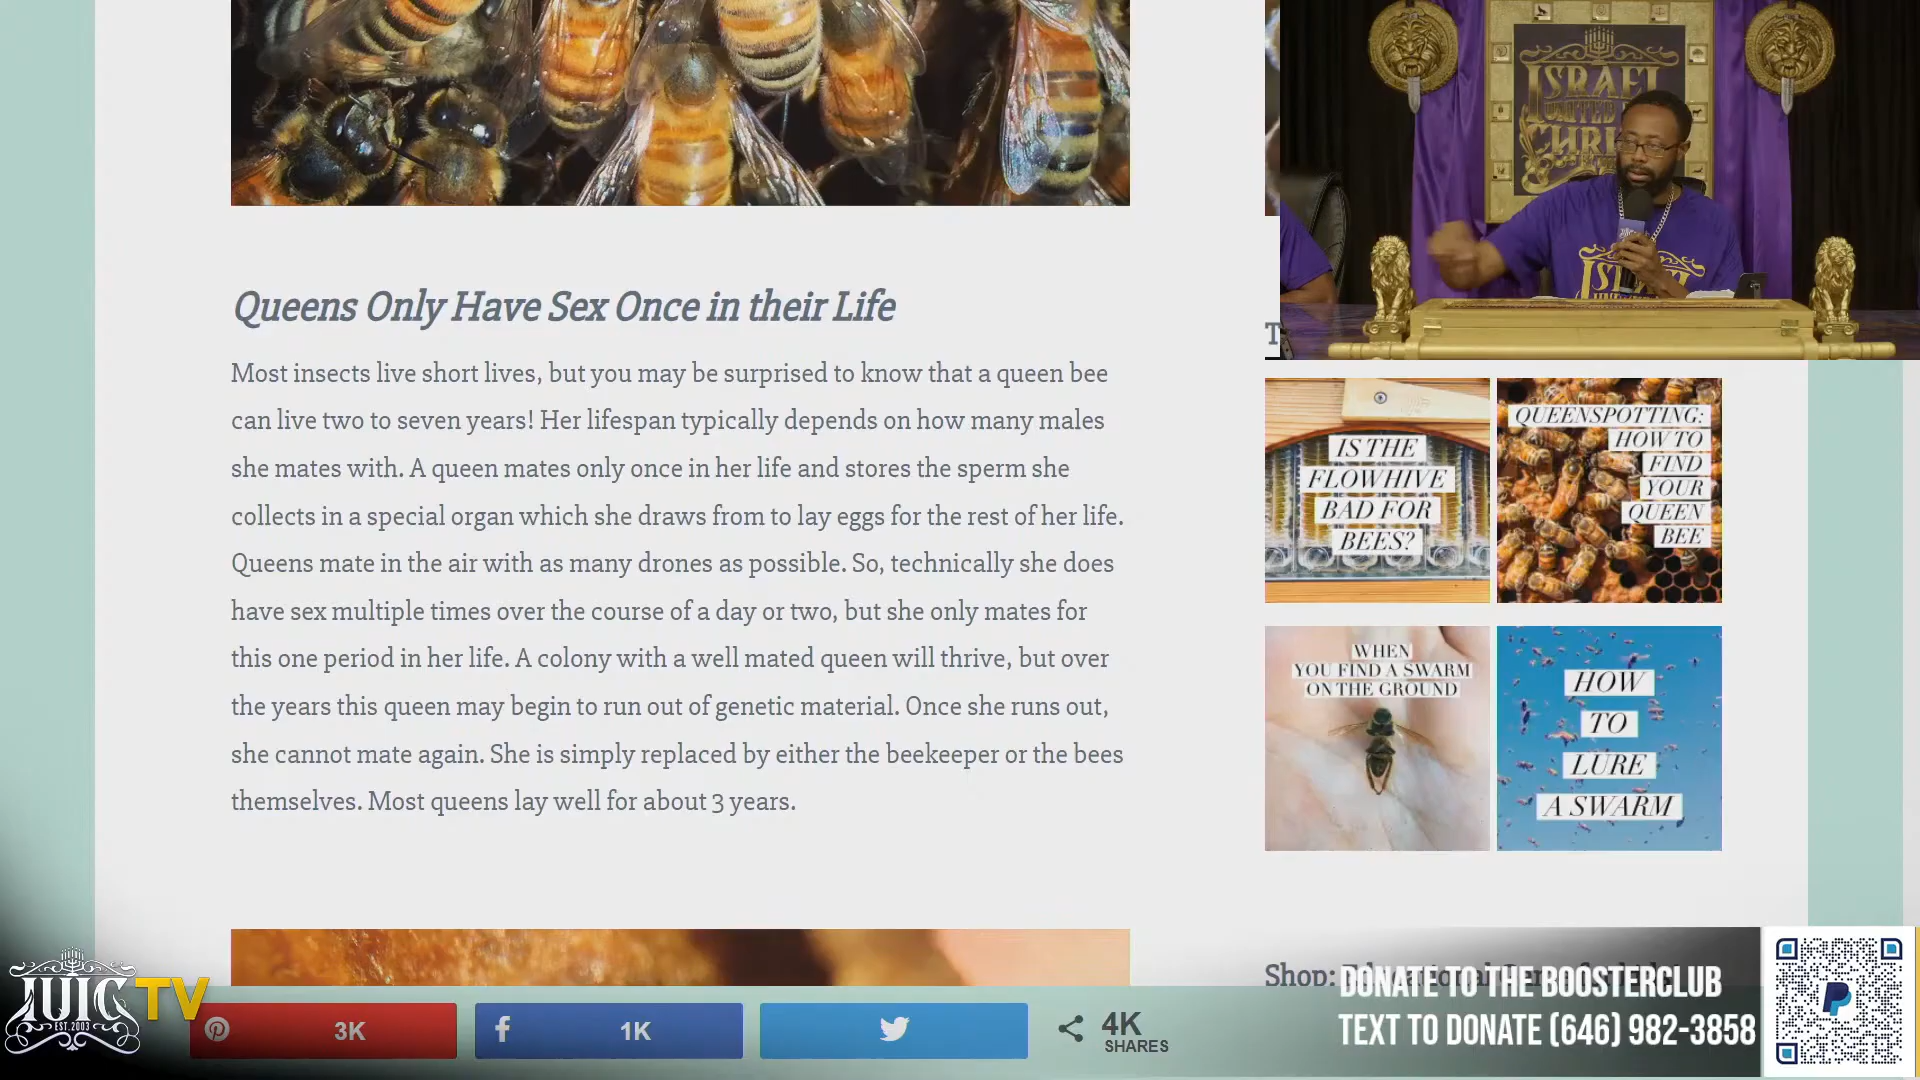 Queens Only Have Sex Once in their Life
Most insects live short lives, but you may be surprised to know that a queen bee
can live two to seven years! Her lifespan typically depends on how many males
she mates with. A queen mates only once in her life and stores the sperm she
collects in a special organ which she draws from to lay eggs for the rest of her life.
Queens mate in the air with as many drones as possible. So, technically she does
have sex multiple times over the course of a day or two, but she only mates for
this one period in her life. A colony with a well mated queen will thrive, but over
the years this queen may begin to run out of genetic material. Once she runs out,
she cannot mate again. She is simply replaced by either the beekeeper or the bees
themselves. Most queens lay well for about 3 years.
ISRAEL
UNITED IN
CHRIST
ISRAEL
T
IS THE
FLOWHIVE
BAD FOR
BEES?
QUEENSPOTTING:
HOW TO
FIND
YOUR
QUEEN
BEE
WHEN
YOU FIND A SWARM
ON THE GROUND
HOW
TO
LURE
A SWARM
Shop:
DONATE TO THE BOOSTERCLUB
TEXT TO DONATE (646) 982-3858
IUIC TV
EST. 2003
3K
1K
4K
SHARES